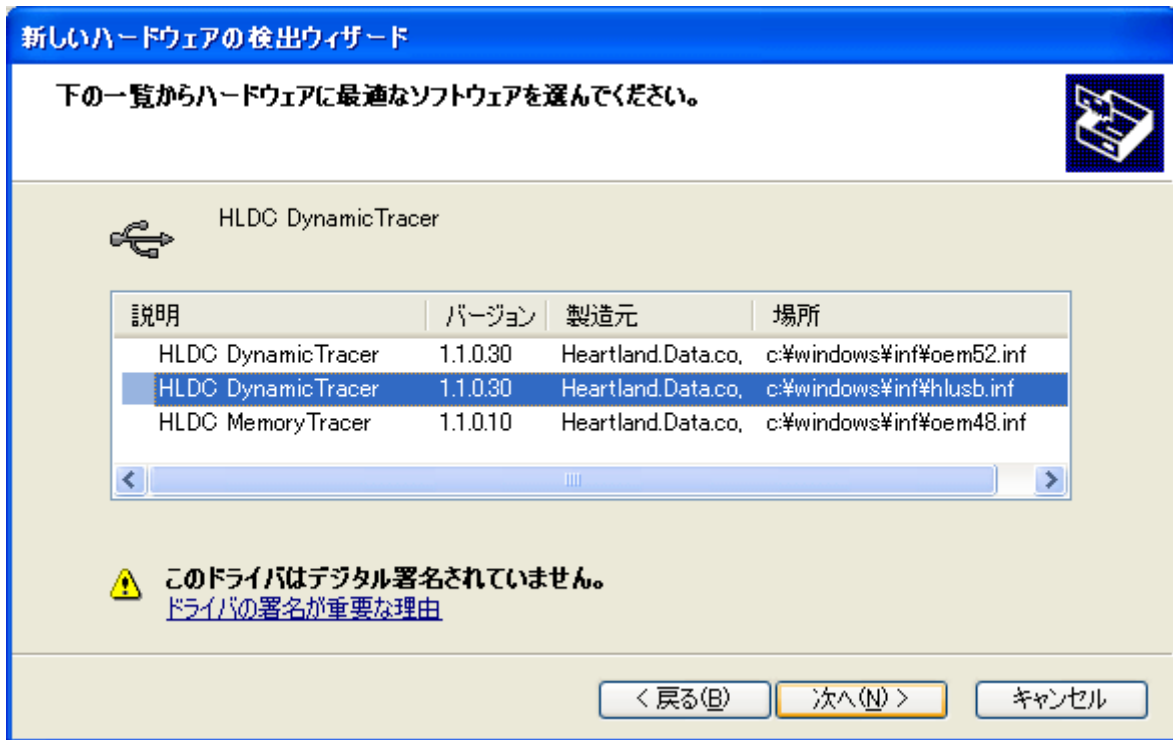 新しいハードウェアの検出ウィザード
下の一覧からハードウェアに最適なソフトウェアを選んでください。
HLDC DynamicTracer
説明 バージョン 製造元 場所
HLDC DynamicTracer 1.1.0.30 Heartland.Data.co, c:¥windows¥inf¥oem52.inf
HLDC DynamicTracer 1.1.0.30 Heartland.Data.co, c:¥windows¥inf¥hlusb.inf
HLDC MemoryTracer 1.1.0.10 Heartland.Data.co, c:¥windows¥inf¥oem48.inf
このドライバはデジタル署名されていません。
ドライバの署名が重要な理由
< 戻る(B) 次へ(N) > キャンセル